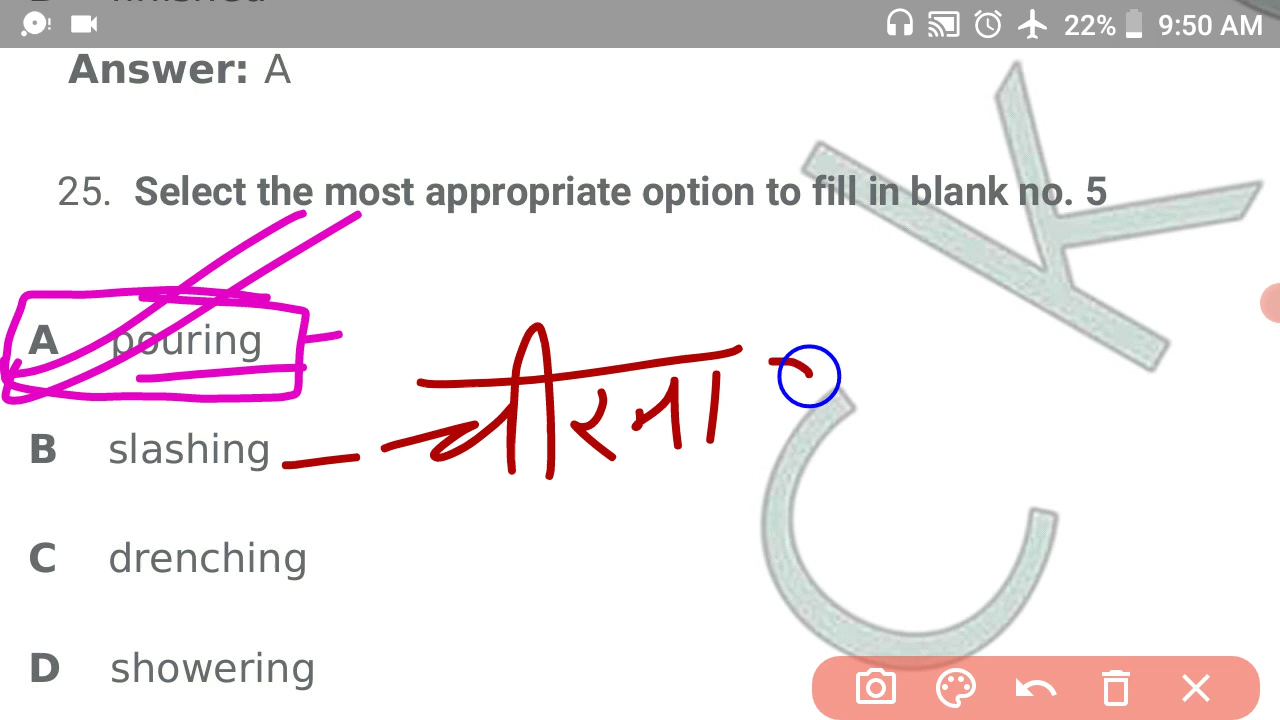 22% 9:50 AM
Answer: A
25. Select the most appropriate option to fill in blank no. 5
A pouring
B slashing – चीरना
C drenching
D showering
CK